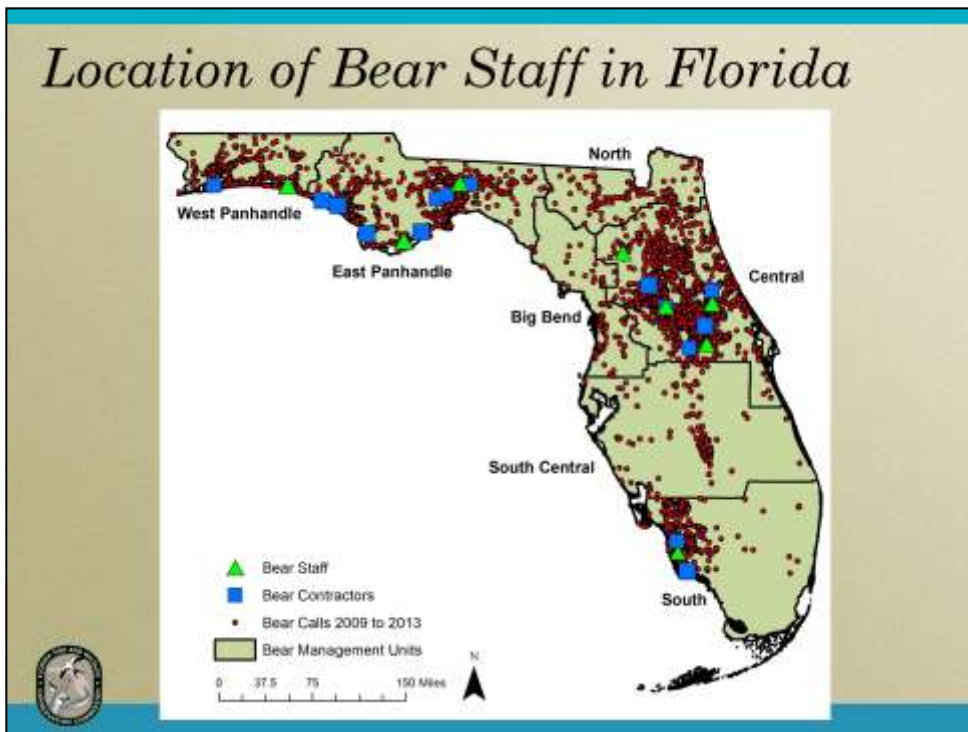 Location of Bear Staff in Florida
North
West Panhandle
East Panhandle
Central
Big Bend
South Central
South
Bear Staff
Bear Contractors
Bear Calls 2009 to 2013
Bear Management Units
N
0 37.5 75 150 Miles